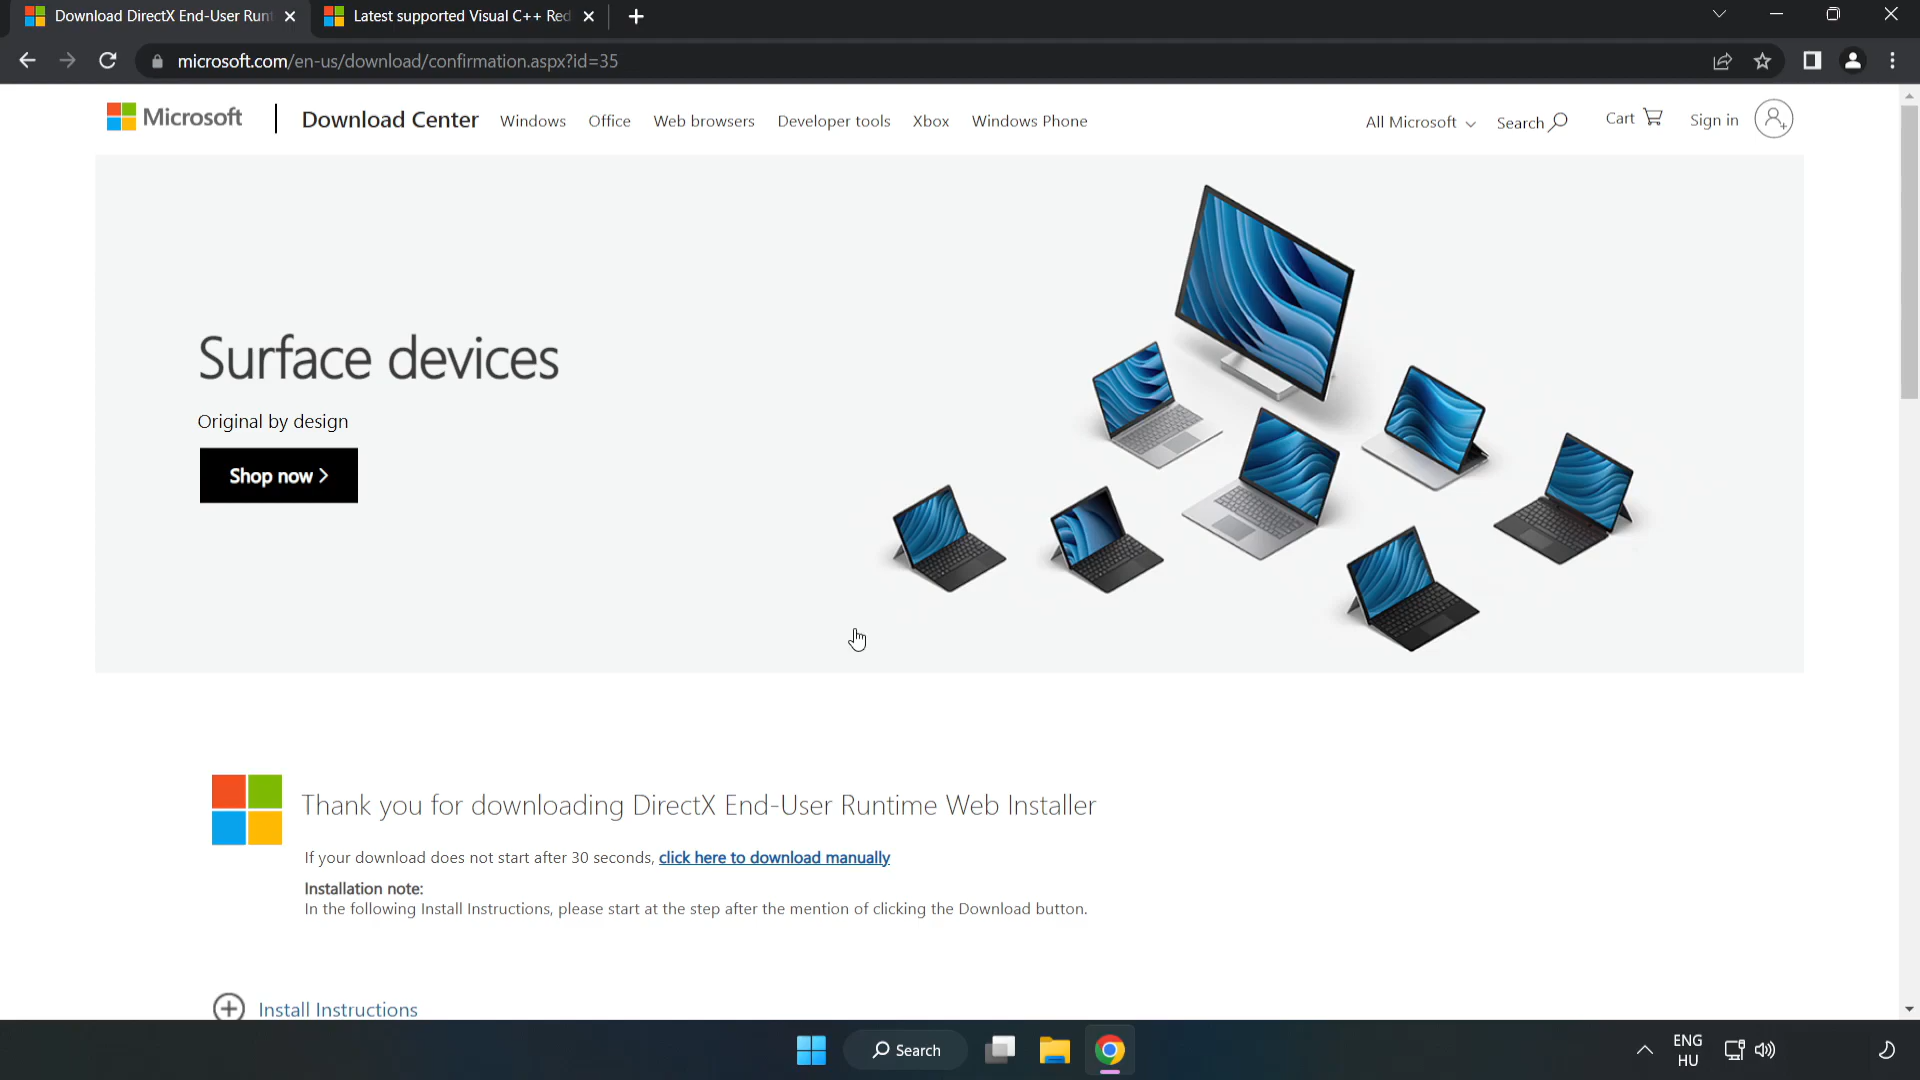 Download DirectX End-User Runt
Latest supported Visual C++ Red
microsoft.com/en-us/download/confirmation.aspx?id=35
Microsoft
Download Center
Windows
Office
Web browsers
Developer tools
Xbox
Windows Phone
All Microsoft
Search
Cart
Sign in
Surface devices
Original by design
Shop now
Thank you for downloading DirectX End-User Runtime Web Installer
If your download does not start after 30 seconds, click here to download manually
Installation note:
In the following Install Instructions, please start at the step after the mention of clicking the Download button.
Install Instructions
Search
ENG
HU